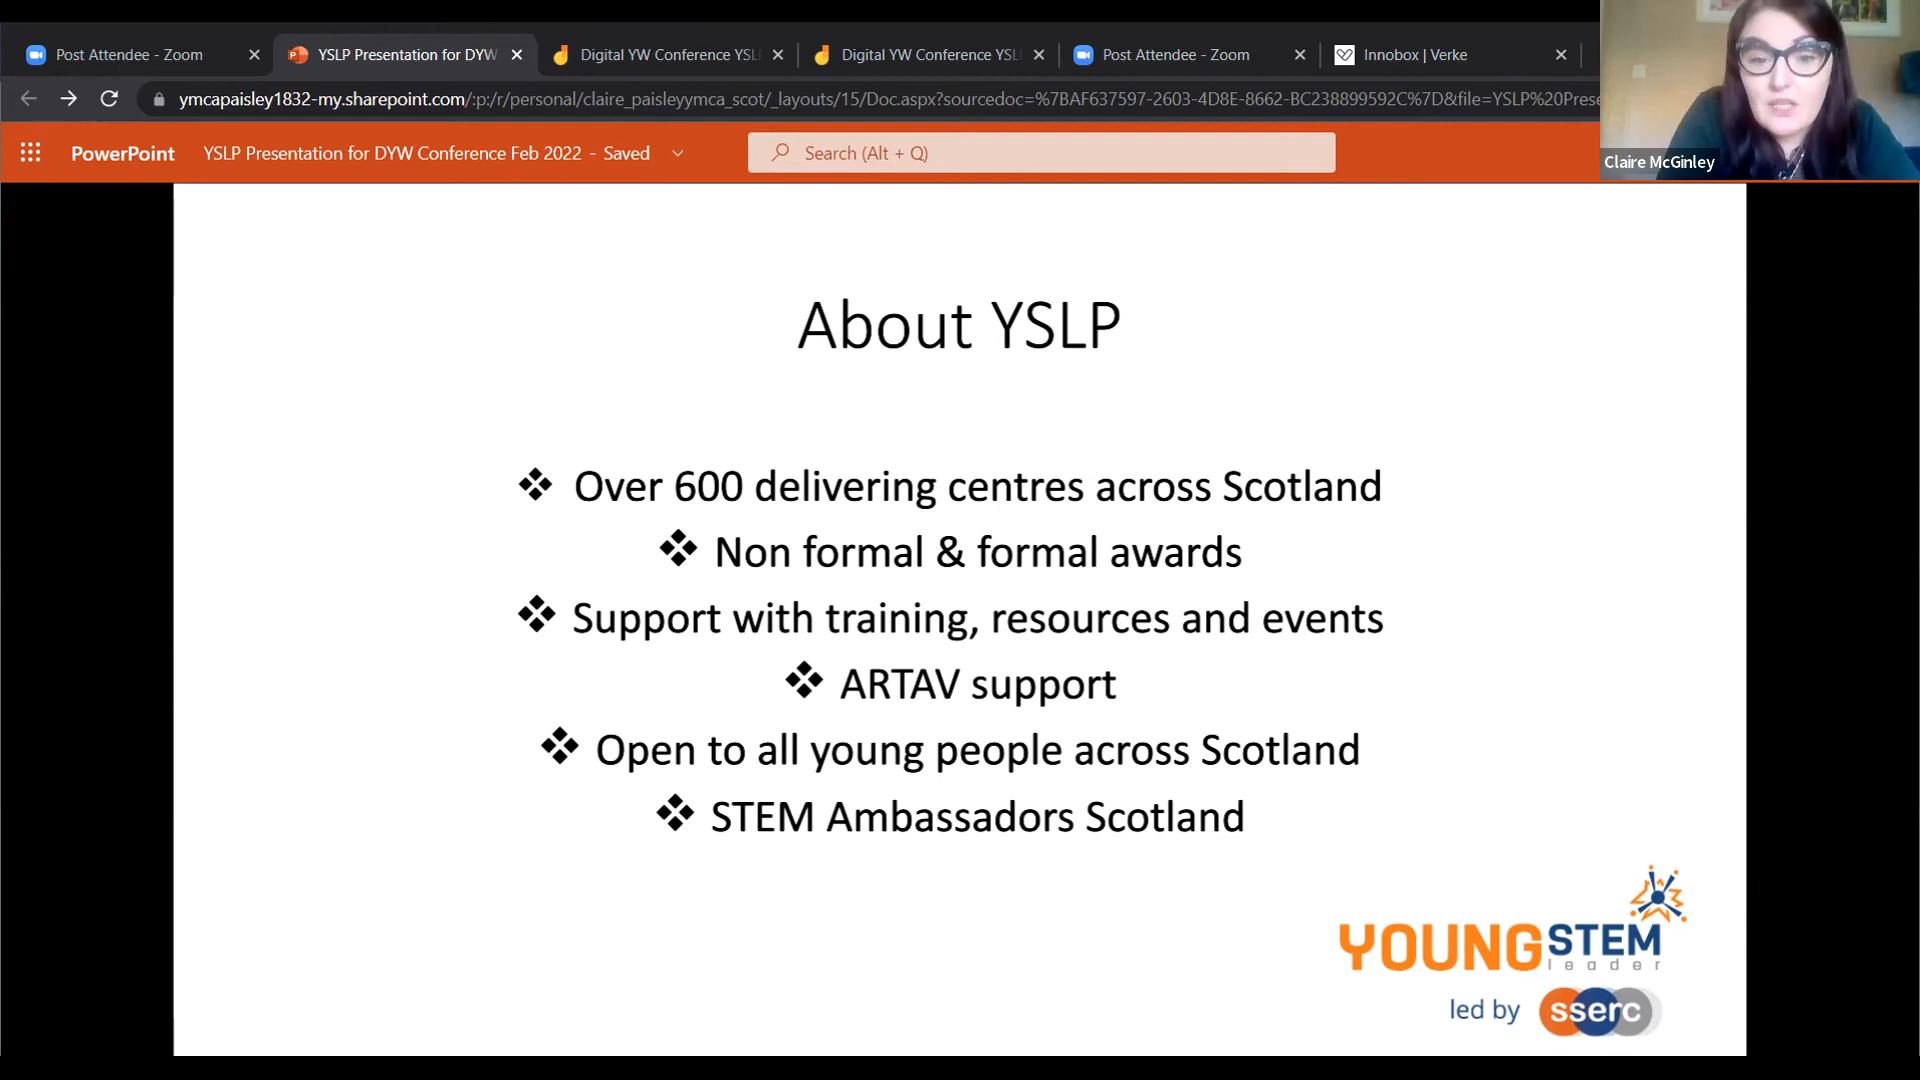 Post Attendee - Zoom
YSLP Presentation for DYW
Digital YW Conference YSL
Digital YW Conference YSL
Post Attendee - Zoom
Innobox | Verke
ymcapaisley1832-my.sharepoint.com/:p:/r/personal/claire_paisleyymca_scot/_layouts/15/Doc.aspx?sourcedoc=%7BAF637597-2603-4D8E-8662-BC238899592C%7D&file=YSLP%20Prese
PowerPoint
YSLP Presentation for DYW Conference Feb 2022 - Saved
Search (Alt + Q)
Claire McGinley
About YSLP
❖ Over 600 delivering centres across Scotland
❖ Non formal & formal awards
❖ Support with training, resources and events
❖ ARTAV support
❖ Open to all young people across Scotland
❖ STEM Ambassadors Scotland
YOUNG STEM
leader
led by sserc